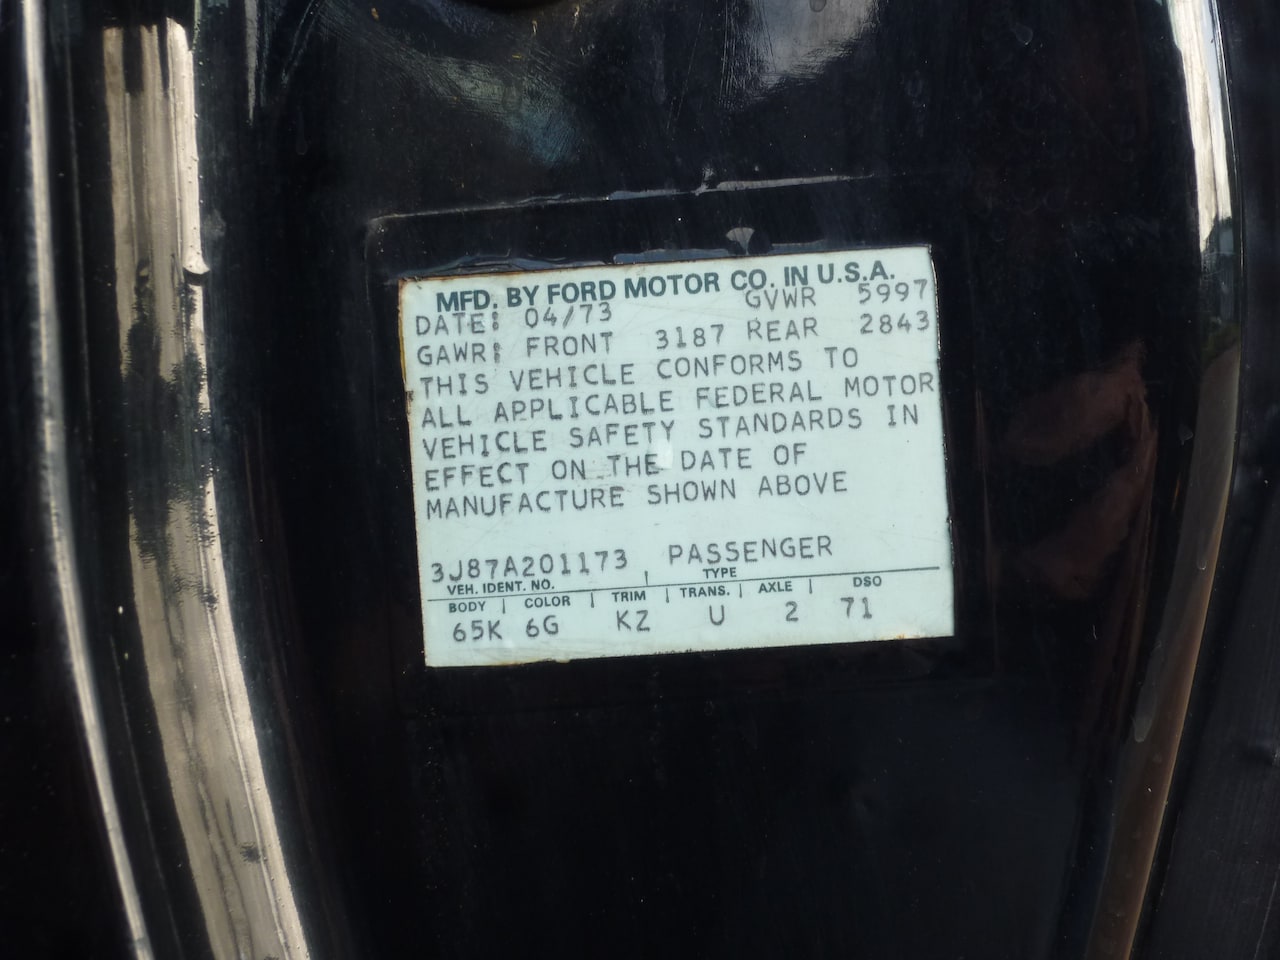 MFD. BY FORD MOTOR CO. IN U.S.A.
DATE: 04/73 GVWR 5997
GAWR: FRONT 3187 REAR 2843
THIS VEHICLE CONFORMS TO
ALL APPLICABLE FEDERAL MOTOR
VEHICLE SAFETY STANDARDS IN
EFFECT ON THE DATE OF
MANUFACTURE SHOWN ABOVE
3J87A201173 PASSENGER
VEH. IDENT. NO. TYPE
BODY COLOR TRIM TRANS. AXLE DSO
65K 6G KZ U 2 71